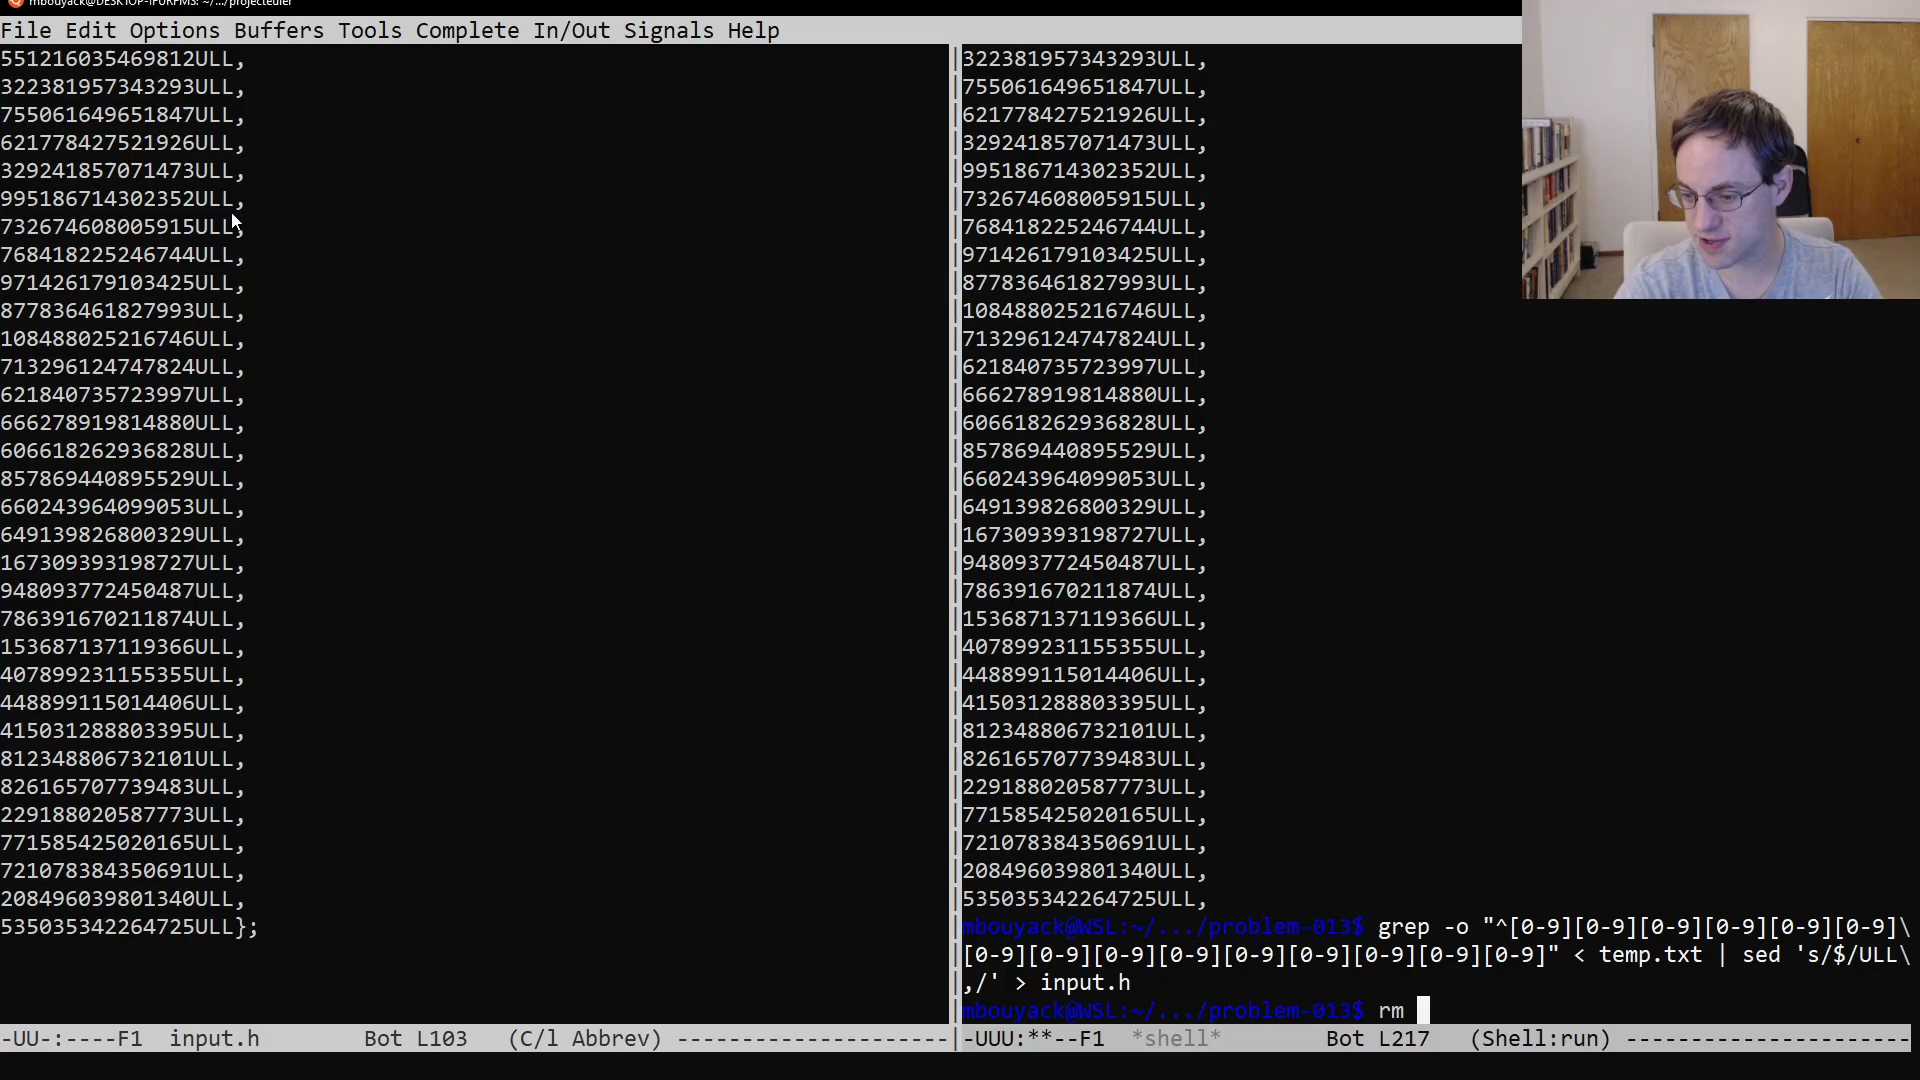 mbouyack@DESKTOP-IFURFMS: ~/.../projecteuler
File Edit Options Buffers Tools Complete In/Out Signals Help
551216035469812ULL,
322381957343293ULL,
755061649651847ULL,
621778427521926ULL,
329241857071473ULL,
995186714302352ULL,
732674608005915ULL,
768418225246744ULL,
971426179103425ULL,
877836461827993ULL,
108488025216746ULL,
713296124747824ULL,
621840735723997ULL,
666278919814880ULL,
606618262936828ULL,
857869440895529ULL,
660243964099053ULL,
649139826800329ULL,
167309393198727ULL,
948093772450487ULL,
786391670211874ULL,
153687137119366ULL,
407899231155355ULL,
448899115014406ULL,
415031288803395ULL,
812348806732101ULL,
826165707739483ULL,
229188020587773ULL,
771585425020165ULL,
721078384350691ULL,
208496039801340ULL,
535035342264725ULL};
-UU-:----F1 input.h Bot L103 (C/l Abbrev) ---------------------
322381957343293ULL,
755061649651847ULL,
621778427521926ULL,
329241857071473ULL,
995186714302352ULL,
732674608005915ULL,
768418225246744ULL,
971426179103425ULL,
877836461827993ULL,
108488025216746ULL,
713296124747824ULL,
621840735723997ULL,
666278919814880ULL,
606618262936828ULL,
857869440895529ULL,
660243964099053ULL,
649139826800329ULL,
167309393198727ULL,
948093772450487ULL,
786391670211874ULL,
153687137119366ULL,
407899231155355ULL,
448899115014406ULL,
415031288803395ULL,
812348806732101ULL,
826165707739483ULL,
229188020587773ULL,
771585425020165ULL,
721078384350691ULL,
208496039801340ULL,
535035342264725ULL,
mbouyack@WSL:~/.../problem-013$ grep -o "^[0-9][0-9][0-9][0-9][0-9][0-9]\
[0-9][0-9][0-9][0-9][0-9][0-9][0-9][0-9][0-9]" < temp.txt | sed 's/$/ULL\
,/' > input.h
mbouyack@WSL:~/.../problem-013$ rm
-UUU:**--F1 *shell* Bot L217 (Shell:run) ----------------------